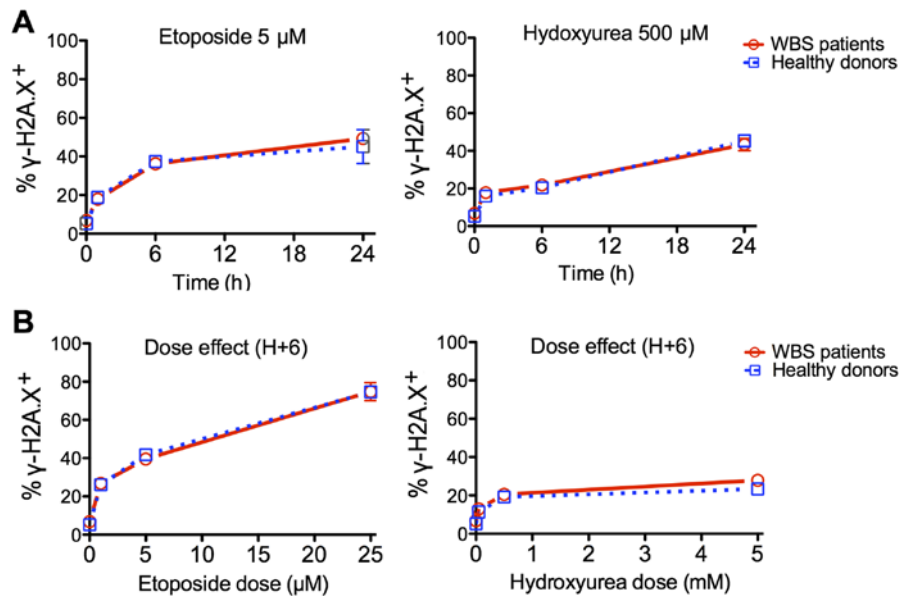 A
Etoposide 5 μM
Hydoxyurea 500 μM
WBS patients
Healthy donors
% γ-H2A.X+
100
80
60
40
20
0
0 6 12 18 24
Time (h)
% γ-H2A.X+
100
80
60
40
20
0
0 6 12 18 24
Time (h)
B
Dose effect (H+6)
Dose effect (H+6)
WBS patients
Healthy donors
% γ-H2A.X+
100
80
60
40
20
0
0 5 10 15 20 25
Etoposide dose (μM)
% γ-H2A.X+
100
80
60
40
20
0
0 1 2 3 4 5
Hydroxyurea dose (mM)